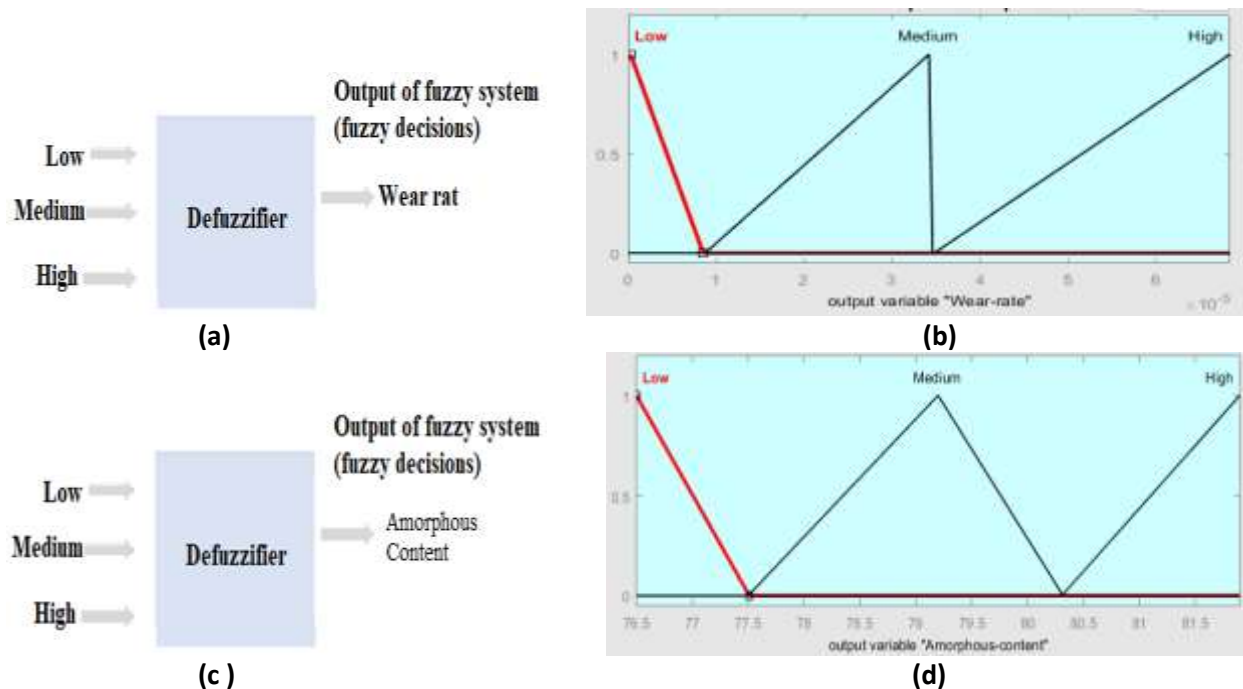 Output of fuzzy system
(fuzzy decisions)
Low
Medium
High
Defuzzifier
Wear rat
(a)
Low
Medium
High
1
0.5
0
0
1
2
3
4
5
6
output variable "Wear-rate"
× 10⁻⁵
(b)
Output of fuzzy system
(fuzzy decisions)
Low
Medium
High
Defuzzifier
Amorphous
Content
(c )
Low
Medium
High
1
0.5
0
76.5
77
77.5
78
78.5
79
79.5
80
80.5
81
81.5
output variable "Amorphous-content"
(d)